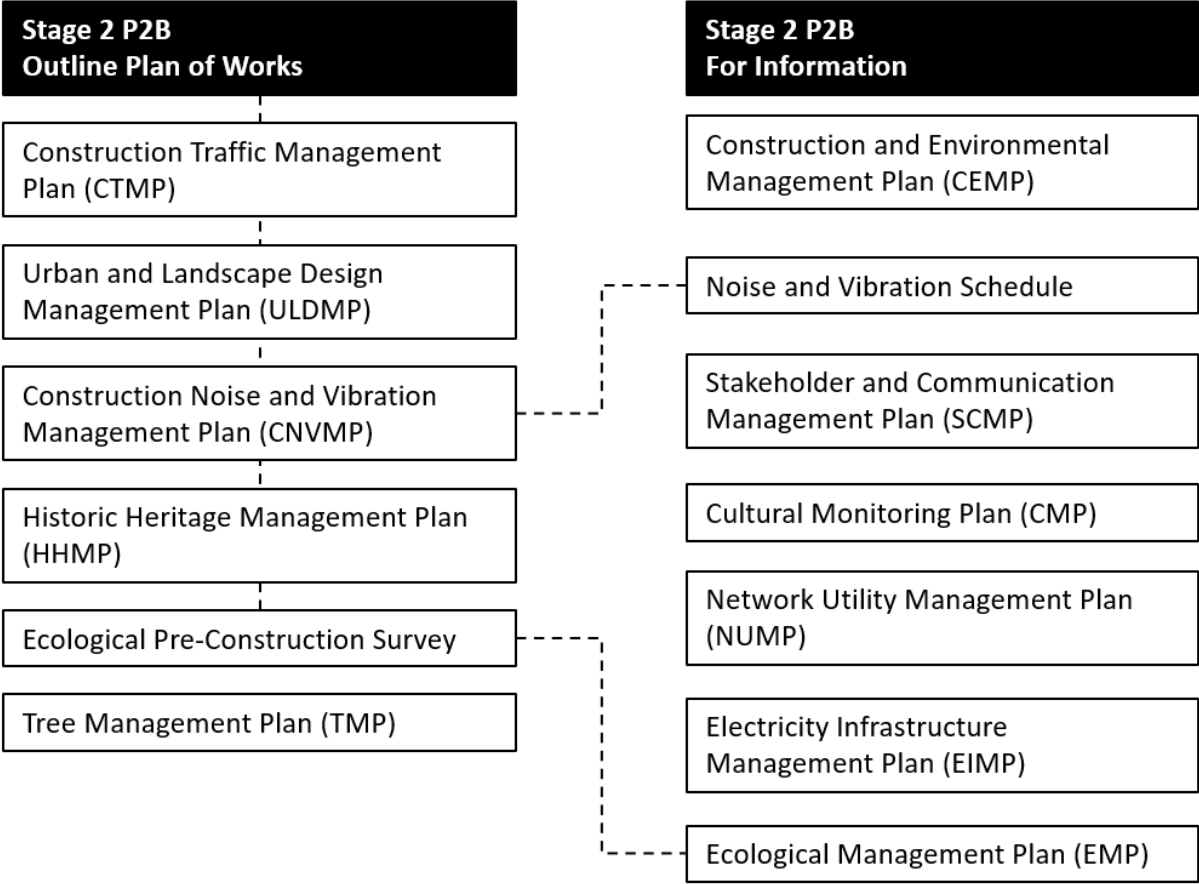 Stage 2 P2B
Outline Plan of Works
Construction Traffic Management
Plan (CTMP)
Urban and Landscape Design
Management Plan (ULDMP)
Construction Noise and Vibration
Management Plan (CNVMP)
Historic Heritage Management Plan
(HHMP)
Ecological Pre-Construction Survey
Tree Management Plan (TMP)
Stage 2 P2B
For Information
Construction and Environmental
Management Plan (CEMP)
Noise and Vibration Schedule
Stakeholder and Communication
Management Plan (SCMP)
Cultural Monitoring Plan (CMP)
Network Utility Management Plan
(NUMP)
Electricity Infrastructure
Management Plan (EIMP)
Ecological Management Plan (EMP)